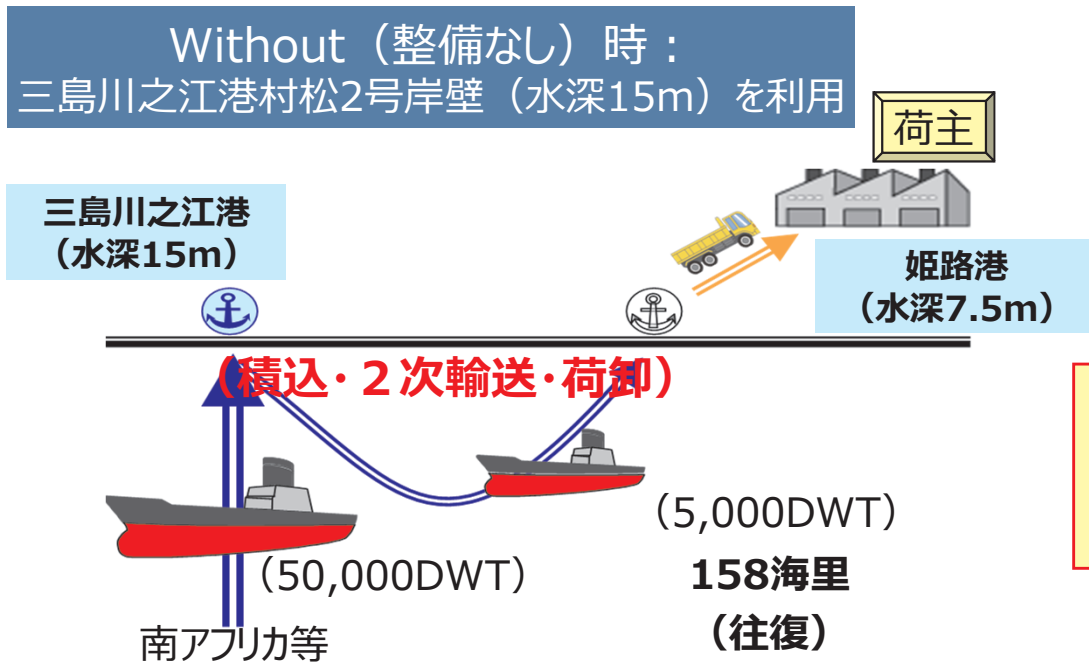 Without（整備なし）時：
三島川之江港村松2号岸壁（水深15m）を利用
荷主
三島川之江港
（水深15m）
姫路港
（水深7.5m）
（積込・２次輸送・荷卸）
（5,000DWT）
（50,000DWT）
158海里
（往復）
南アフリカ等